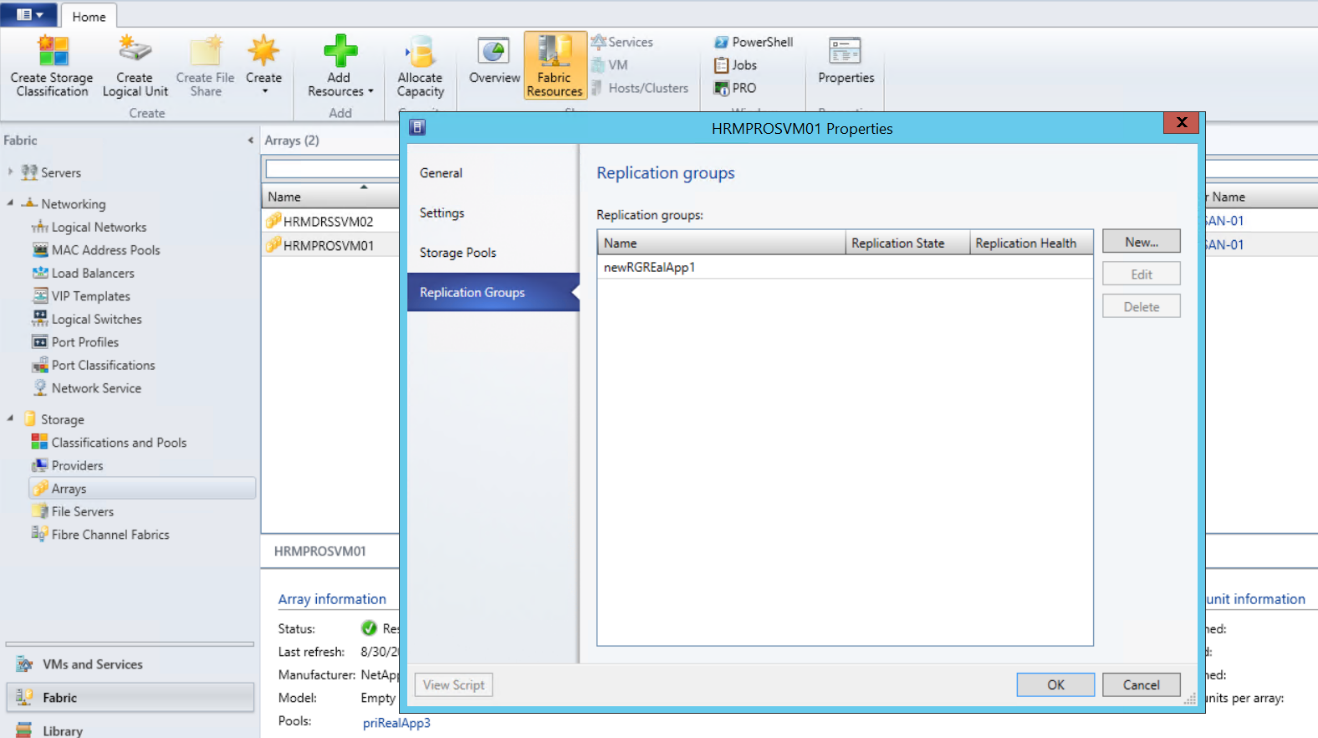 Home
Create Storage Classification
Create Logical Unit
Create File Share
Create
Add Resources
Allocate Capacity
Overview
Fabric Resources
Services
VM
Hosts/Clusters
PowerShell
Jobs
PRO
Properties
Create
Add
Fabric
Servers
Networking
Logical Networks
MAC Address Pools
Load Balancers
VIP Templates
Logical Switches
Port Profiles
Port Classifications
Network Service
Storage
Classifications and Pools
Providers
Arrays
File Servers
Fibre Channel Fabrics
VMs and Services
Fabric
Library
Arrays (2)
Name
HRMDRSSVM02
HRMPROSVM01
HRMPROSVM01
Array information
Status: Res
Last refresh: 8/30/20
Manufacturer: NetApp
Model: Empty
Pools: priRealApp3
HRMPROSVM01 Properties
X
General
Settings
Storage Pools
Replication Groups
Replication groups
Replication groups:
Name Replication State Replication Health
newRGREalApp1
New...
Edit
Delete
View Script
OK
Cancel
r Name
SAN-01
SAN-01
unit information
ned:
d:
ned:
units per array: